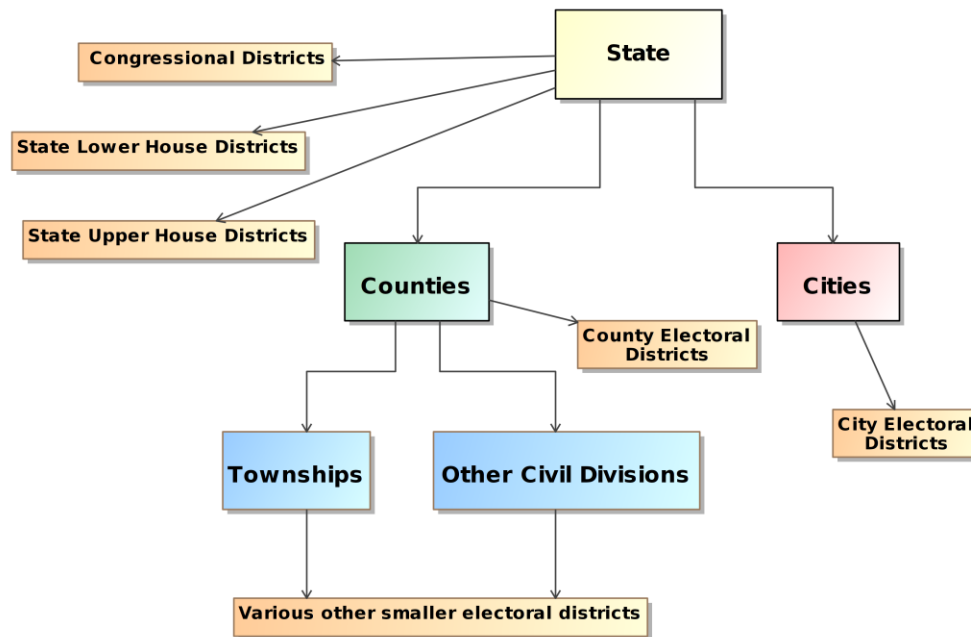 State
Congressional Districts
State Lower House Districts
State Upper House Districts
Counties
Cities
County Electoral
Districts
City Electoral
Districts
Townships
Other Civil Divisions
Various other smaller electoral districts